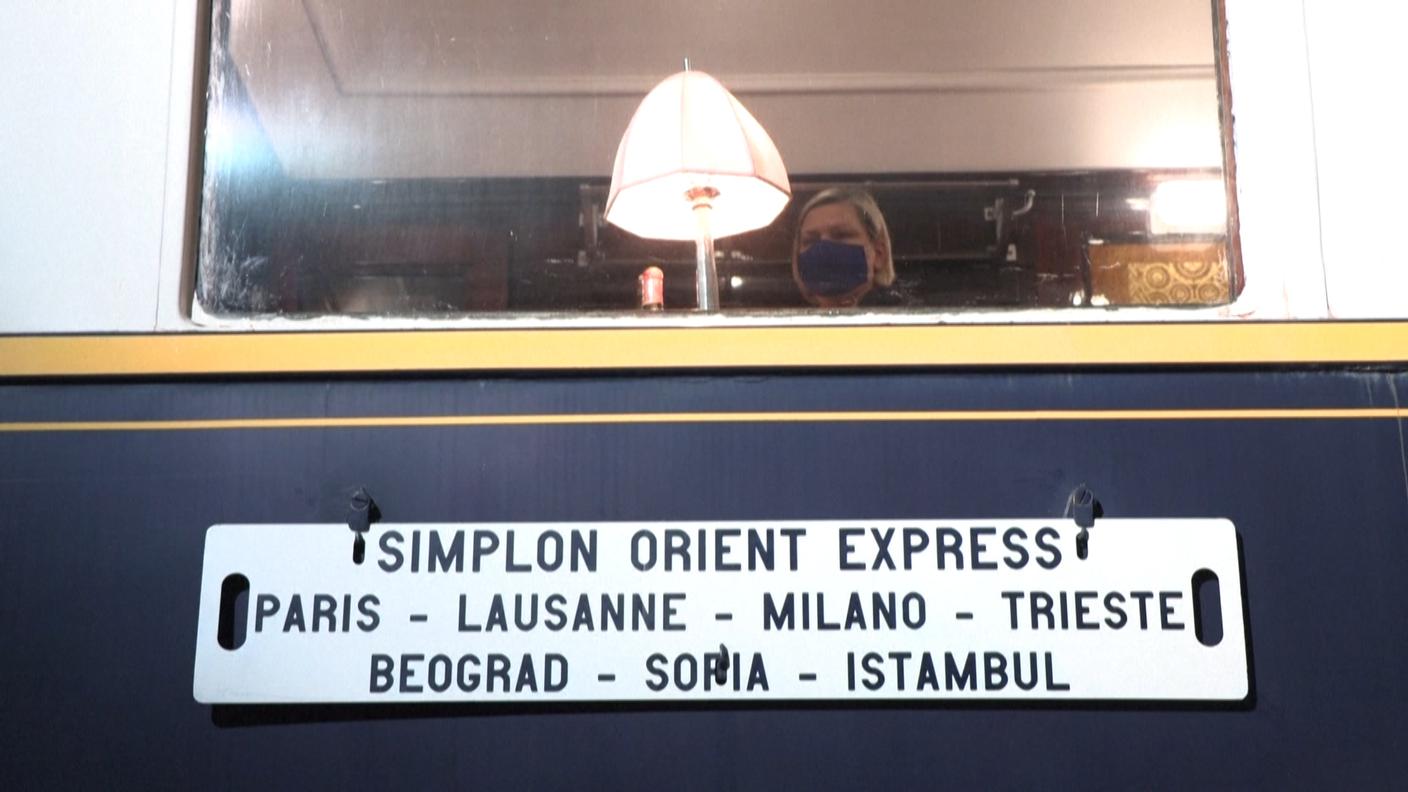 SIMPLON ORIENT EXPRESS
PARIS - LAUSANNE - MILANO - TRIESTE
BEOGRAD - SOFIA - ISTAMBUL